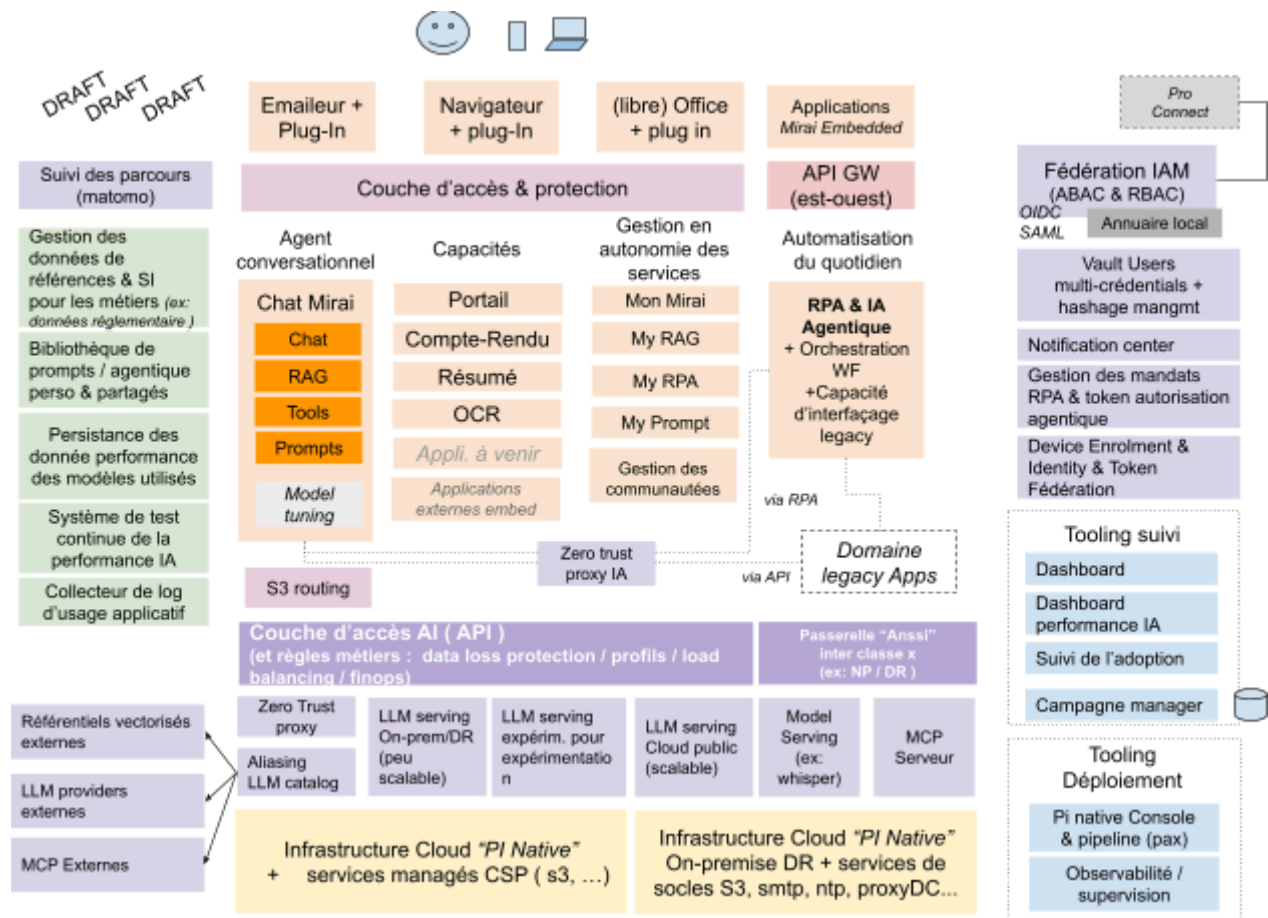 DRAFT
DRAFT
DRAFT
Emaileur +
Plug-In
Navigateur
+ plug-In
(libre) Office
+ plug in
Applications
Mirai Embedded
Pro
Connect
Suivi des parcours
(matomo)
Couche d'accès & protection
API GW
(est-ouest)
Fédération IAM
(ABAC & RBAC)
OIDC
SAML
Annuaire local
Gestion des
données de
références & SI
pour les métiers (ex:
données réglementaire )
Bibliothèque de
prompts / agentique
perso & partagés
Persistance des
donnée performance
des modèles utilisés
Système de test
continue de la
performance IA
Collecteur de log
d'usage applicatif
Agent
conversationnel
Chat Mirai
Chat
RAG
Tools
Prompts
Model
tuning
Capacités
Portail
Compte-Rendu
Résumé
OCR
Appli. à venir
Applications
externes embed
Gestion en
autonomie des
services
Mon Mirai
My RAG
My RPA
My Prompt
Gestion des
communautées
Automatisation
du quotidien
RPA & IA
Agentique
+ Orchestration
WF
+Capacité
d'interfaçage
legacy
via RPA
Zero trust
proxy IA
via API
Domaine
legacy Apps
Vault Users
multi-crédentials +
hashage mangmt
Notification center
Gestion des mandats
RPA & token autorisation
agentique
Device Enrolment &
Identity & Token
Fédération
Tooling suivi
Dashboard
Dashboard
performance IA
Suivi de l'adoption
Campagne manager
S3 routing
Couche d'accès AI ( API )
(et règles métiers : data loss protection / profils / load
balancing / finops)
Passerelle "Anssi"
inter classe x
(ex: NP / DR )
Référentiels vectorisés
externes
LLM providers
externes
MCP Externes
Zero Trust
proxy
Aliasing
LLM catalog
LLM serving
On-prem/DR
(peu
scalable)
LLM serving
expérim. pour
expérimentatio
n
LLM serving
Cloud public
(scalable)
Model
Serving
(ex:
whisper)
MCP
Serveur
Infrastructure Cloud "PI Native"
+ services managés CSP ( s3, …)
Infrastructure Cloud "PI Native"
On-premise DR + services de
socles S3, smtp, ntp, proxyDC...
Tooling
Déploiement
Pi native Console
& pipeline (pax)
Observabilité /
supervision